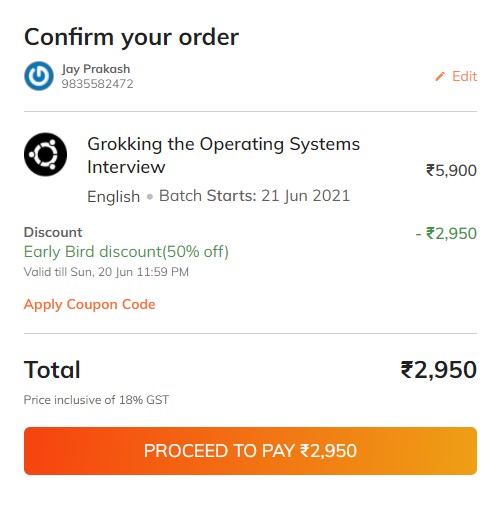 Confirm your order
Jay Prakash
9835582472
Edit
Grokking the Operating Systems
Interview
₹5,900
English • Batch Starts: 21 Jun 2021
Discount
- ₹2,950
Early Bird discount(50% off)
Valid till Sun, 20 Jun 11:59 PM
Apply Coupon Code
Total
₹2,950
Price inclusive of 18% GST
PROCEED TO PAY ₹2,950